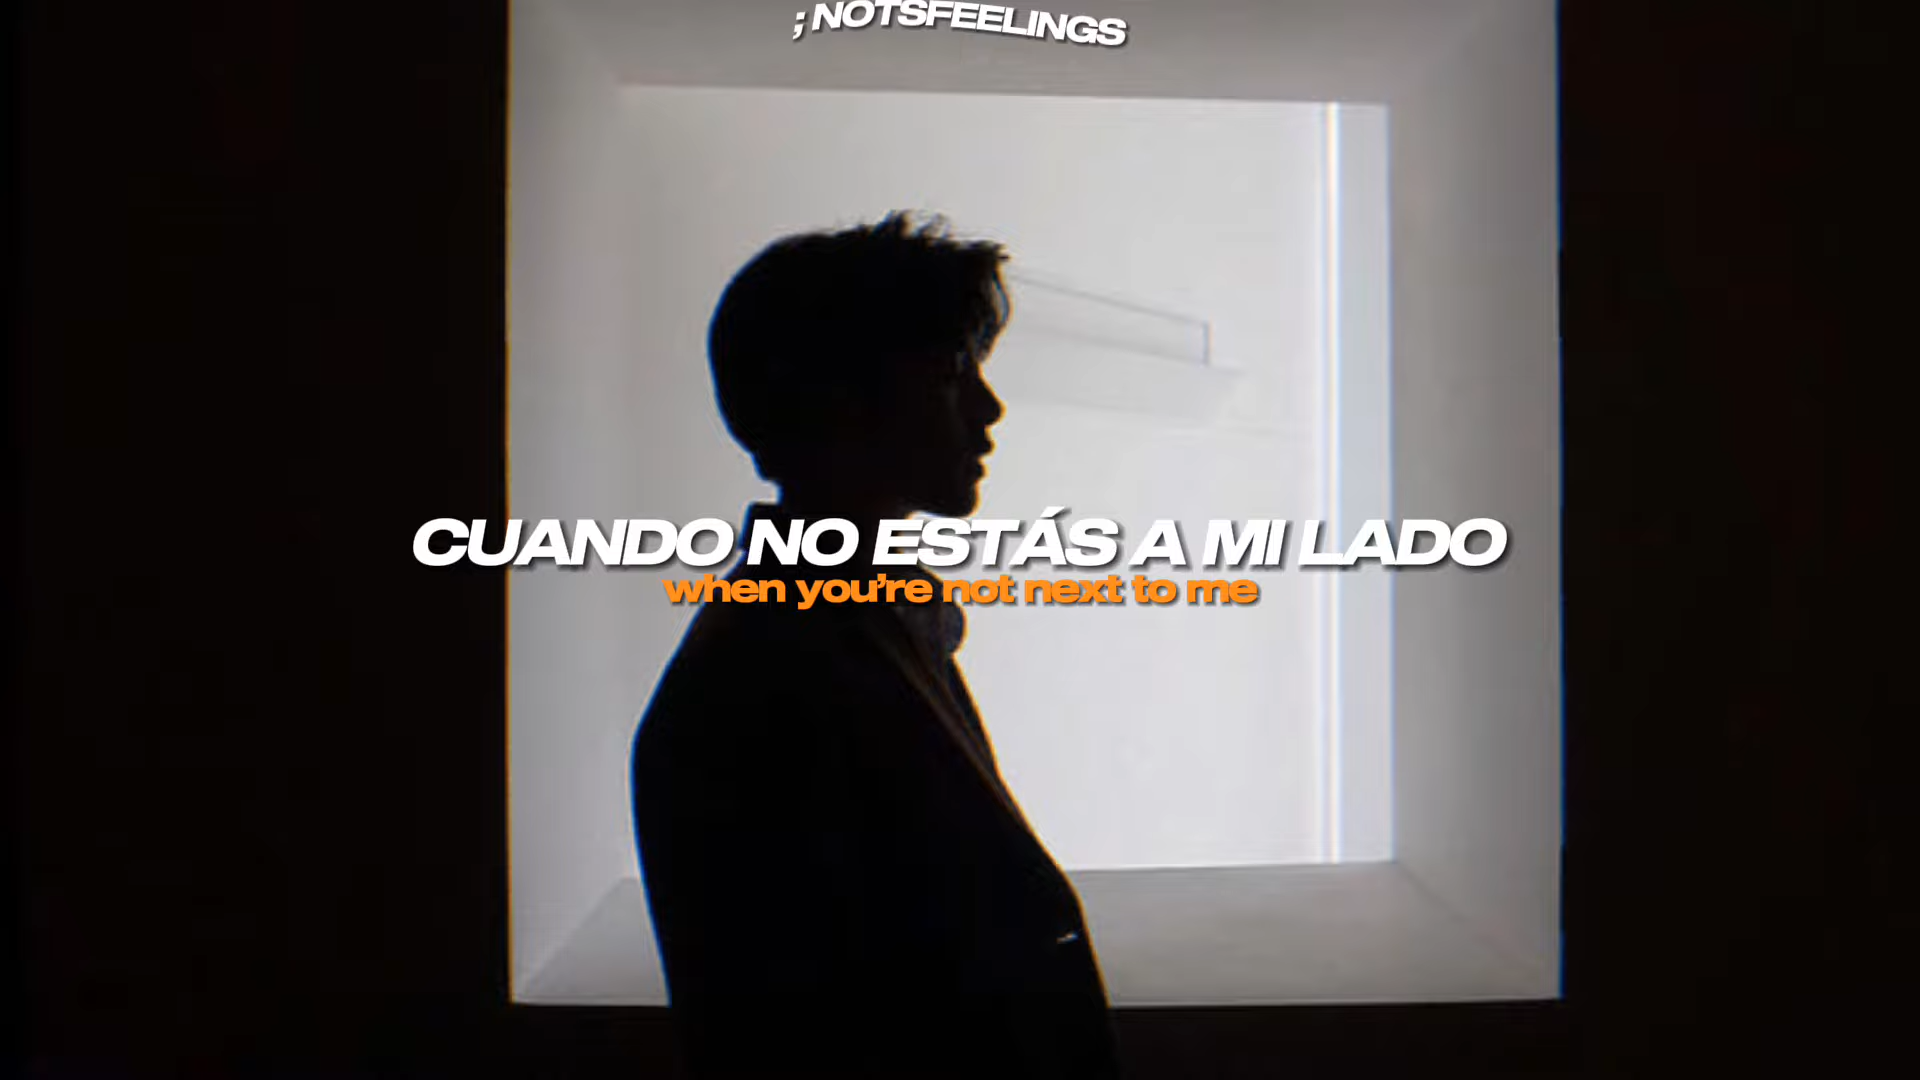 ; NOTSFEELINGS
CUANDO NO ESTÁS A MI LADO
when you're not next to me